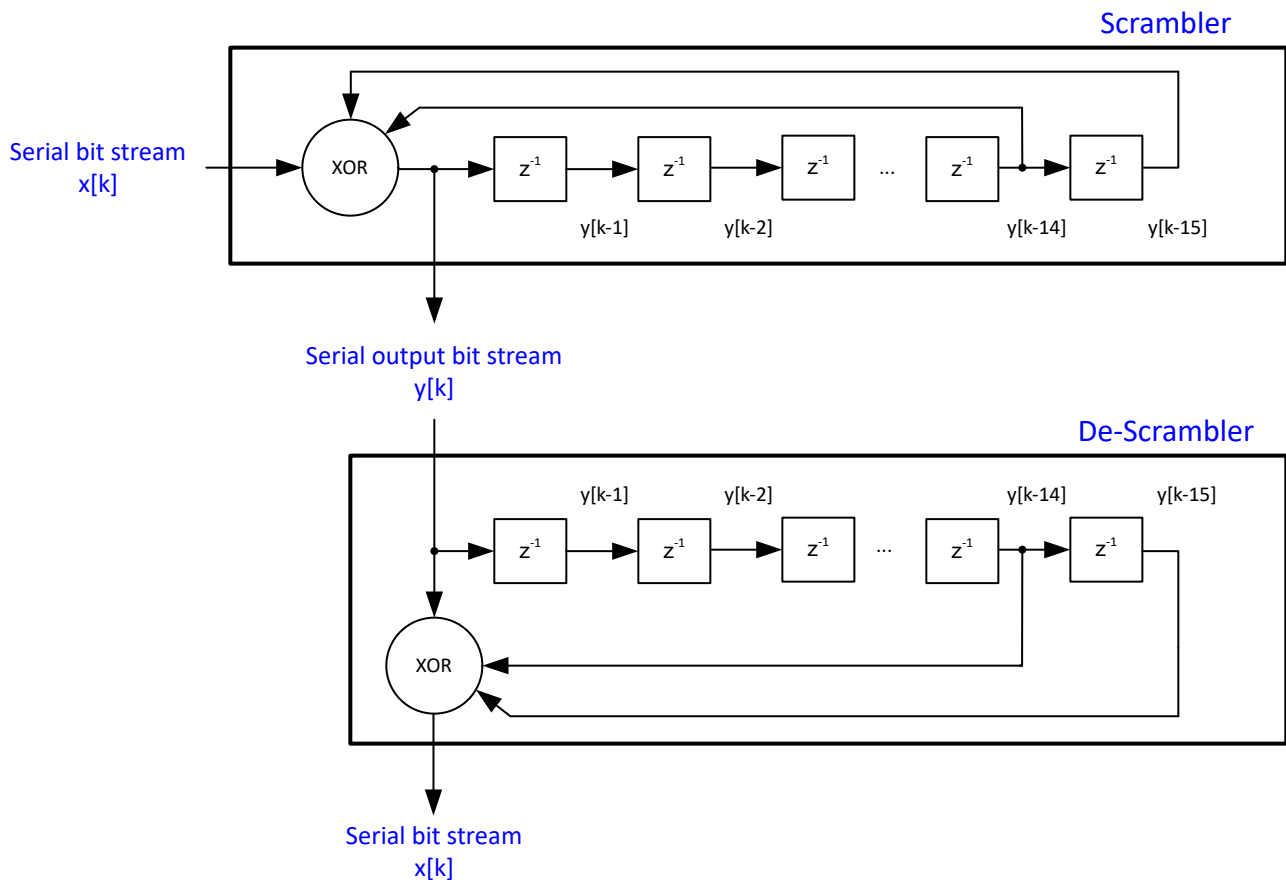 Scrambler
Serial bit stream
x[k]
XOR
z⁻¹
z⁻¹
z⁻¹
...
z⁻¹
z⁻¹
y[k-1]
y[k-2]
y[k-14]
y[k-15]
Serial output bit stream
y[k]
De-Scrambler
y[k-1]
y[k-2]
y[k-14]
y[k-15]
z⁻¹
z⁻¹
z⁻¹
...
z⁻¹
z⁻¹
XOR
Serial bit stream
x[k]